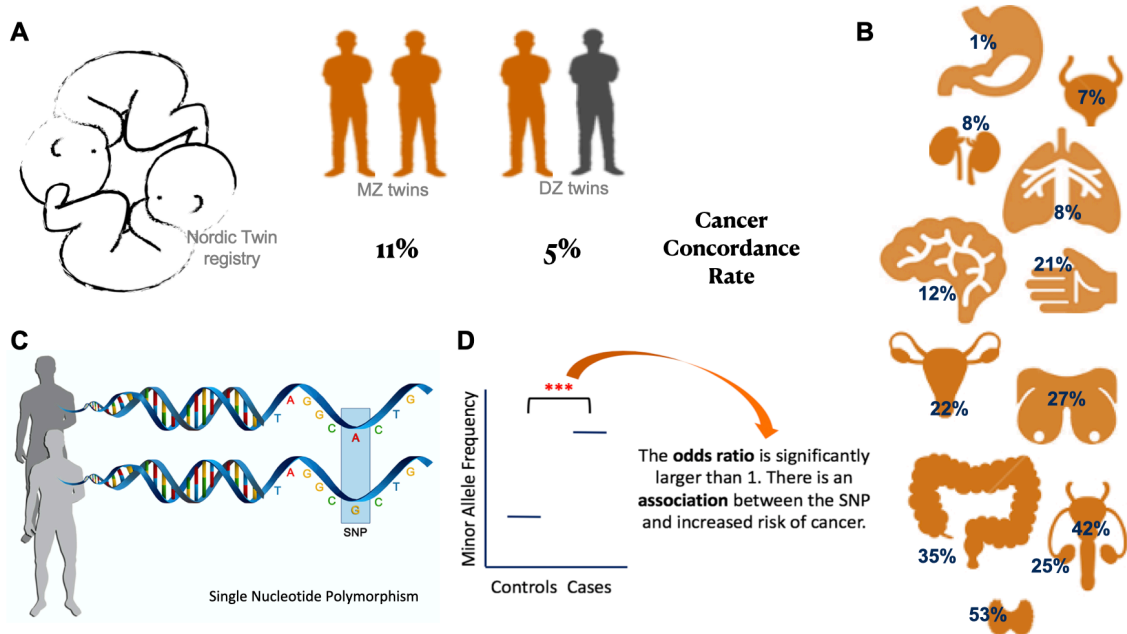 A
MZ twins
DZ twins
Nordic Twin
registry
11%
5%
Cancer
Concordance
Rate
B
1%
7%
8%
8%
12%
21%
22%
27%
35%
42%
25%
53%
C
T
A
G
G
C
A
C
T
G
T
A
G
G
C
G
C
T
G
SNP
Single Nucleotide Polymorphism
D
***
Minor Allele Frequency
Controls
Cases
The odds ratio is significantly
larger than 1. There is an
association between the SNP
and increased risk of cancer.